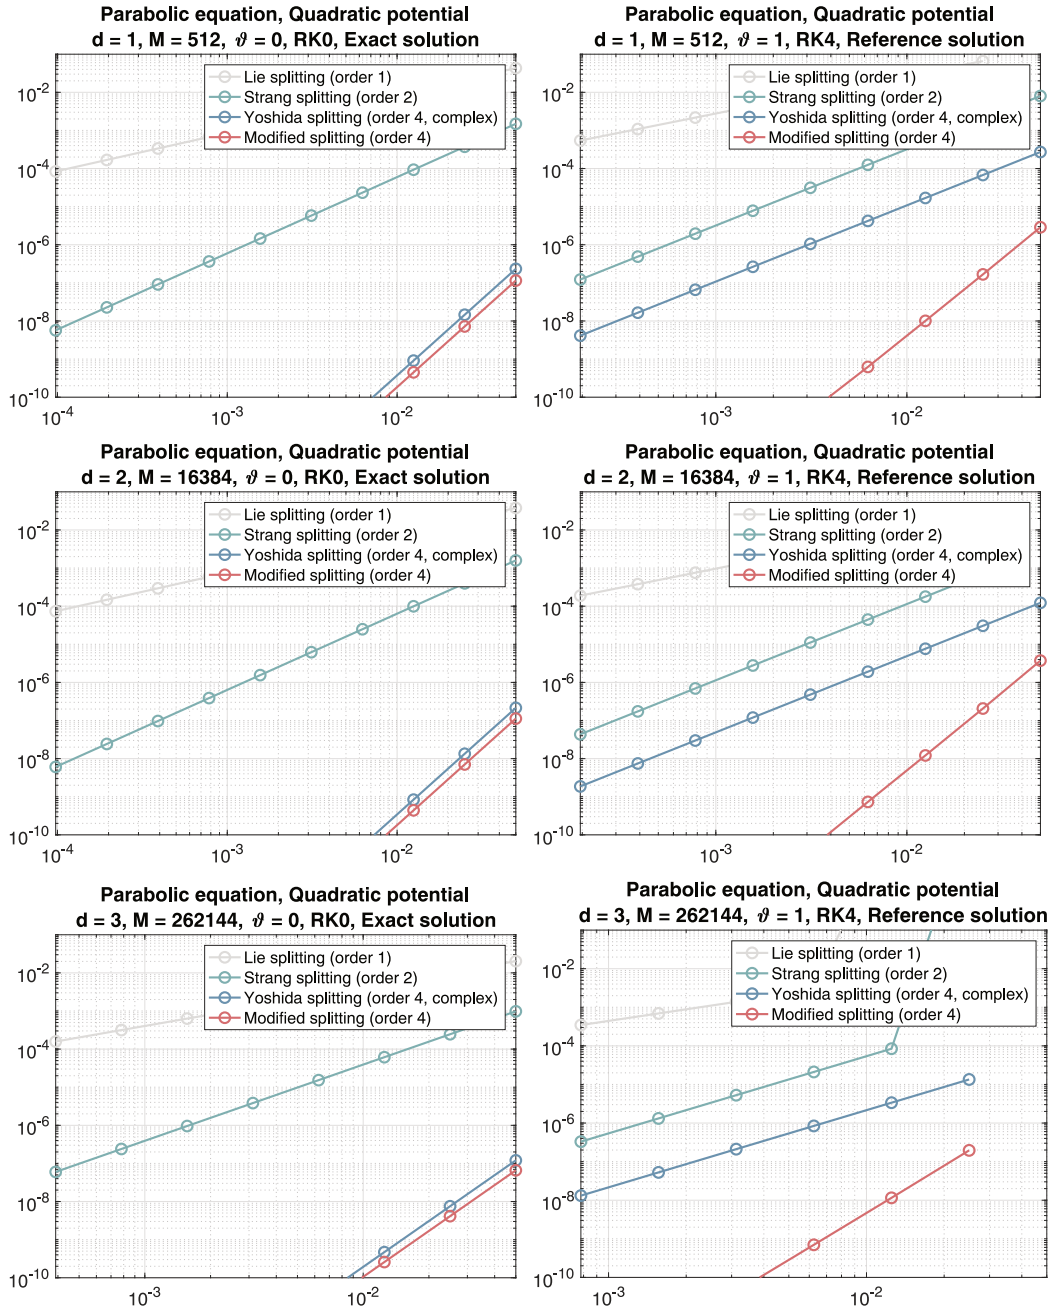 Parabolic equation, Quadratic potential
d = 1, M = 512, ϑ = 0, RK0, Exact solution
Lie splitting (order 1)
Strang splitting (order 2)
Yoshida splitting (order 4, complex)
Modified splitting (order 4)
10^-2
10^-4
10^-6
10^-8
10^-10
10^-4
10^-3
10^-2
Parabolic equation, Quadratic potential
d = 1, M = 512, ϑ = 1, RK4, Reference solution
Lie splitting (order 1)
Strang splitting (order 2)
Yoshida splitting (order 4, complex)
Modified splitting (order 4)
10^-2
10^-4
10^-6
10^-8
10^-10
10^-3
10^-2
Parabolic equation, Quadratic potential
d = 2, M = 16384, ϑ = 0, RK0, Exact solution
Lie splitting (order 1)
Strang splitting (order 2)
Yoshida splitting (order 4, complex)
Modified splitting (order 4)
10^-2
10^-4
10^-6
10^-8
10^-10
10^-4
10^-3
10^-2
Parabolic equation, Quadratic potential
d = 2, M = 16384, ϑ = 1, RK4, Reference solution
Lie splitting (order 1)
Strang splitting (order 2)
Yoshida splitting (order 4, complex)
Modified splitting (order 4)
10^-2
10^-4
10^-6
10^-8
10^-10
10^-3
10^-2
Parabolic equation, Quadratic potential
d = 3, M = 262144, ϑ = 0, RK0, Exact solution
Lie splitting (order 1)
Strang splitting (order 2)
Yoshida splitting (order 4, complex)
Modified splitting (order 4)
10^-2
10^-4
10^-6
10^-8
10^-10
10^-3
10^-2
Parabolic equation, Quadratic potential
d = 3, M = 262144, ϑ = 1, RK4, Reference solution
Lie splitting (order 1)
Strang splitting (order 2)
Yoshida splitting (order 4, complex)
Modified splitting (order 4)
10^-2
10^-4
10^-6
10^-8
10^-10
10^-3
10^-2